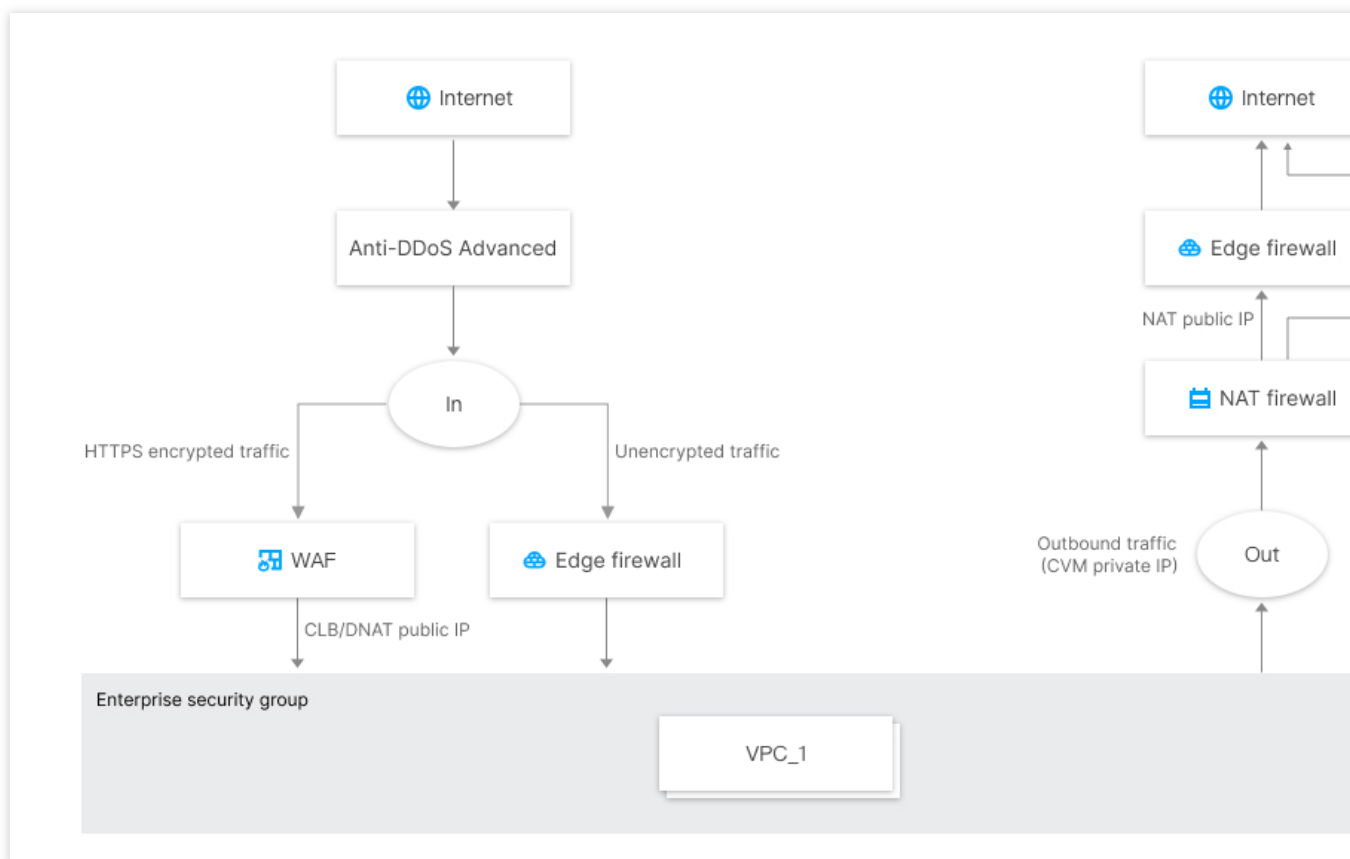 Internet
Internet
Anti-DDoS Advanced
Edge firewall
NAT public IP
In
NAT firewall
HTTPS encrypted traffic
Unencrypted traffic
Outbound traffic
(CVM private IP)
Out
WAF
Edge firewall
CLB/DNAT public IP
Enterprise security group
VPC_1